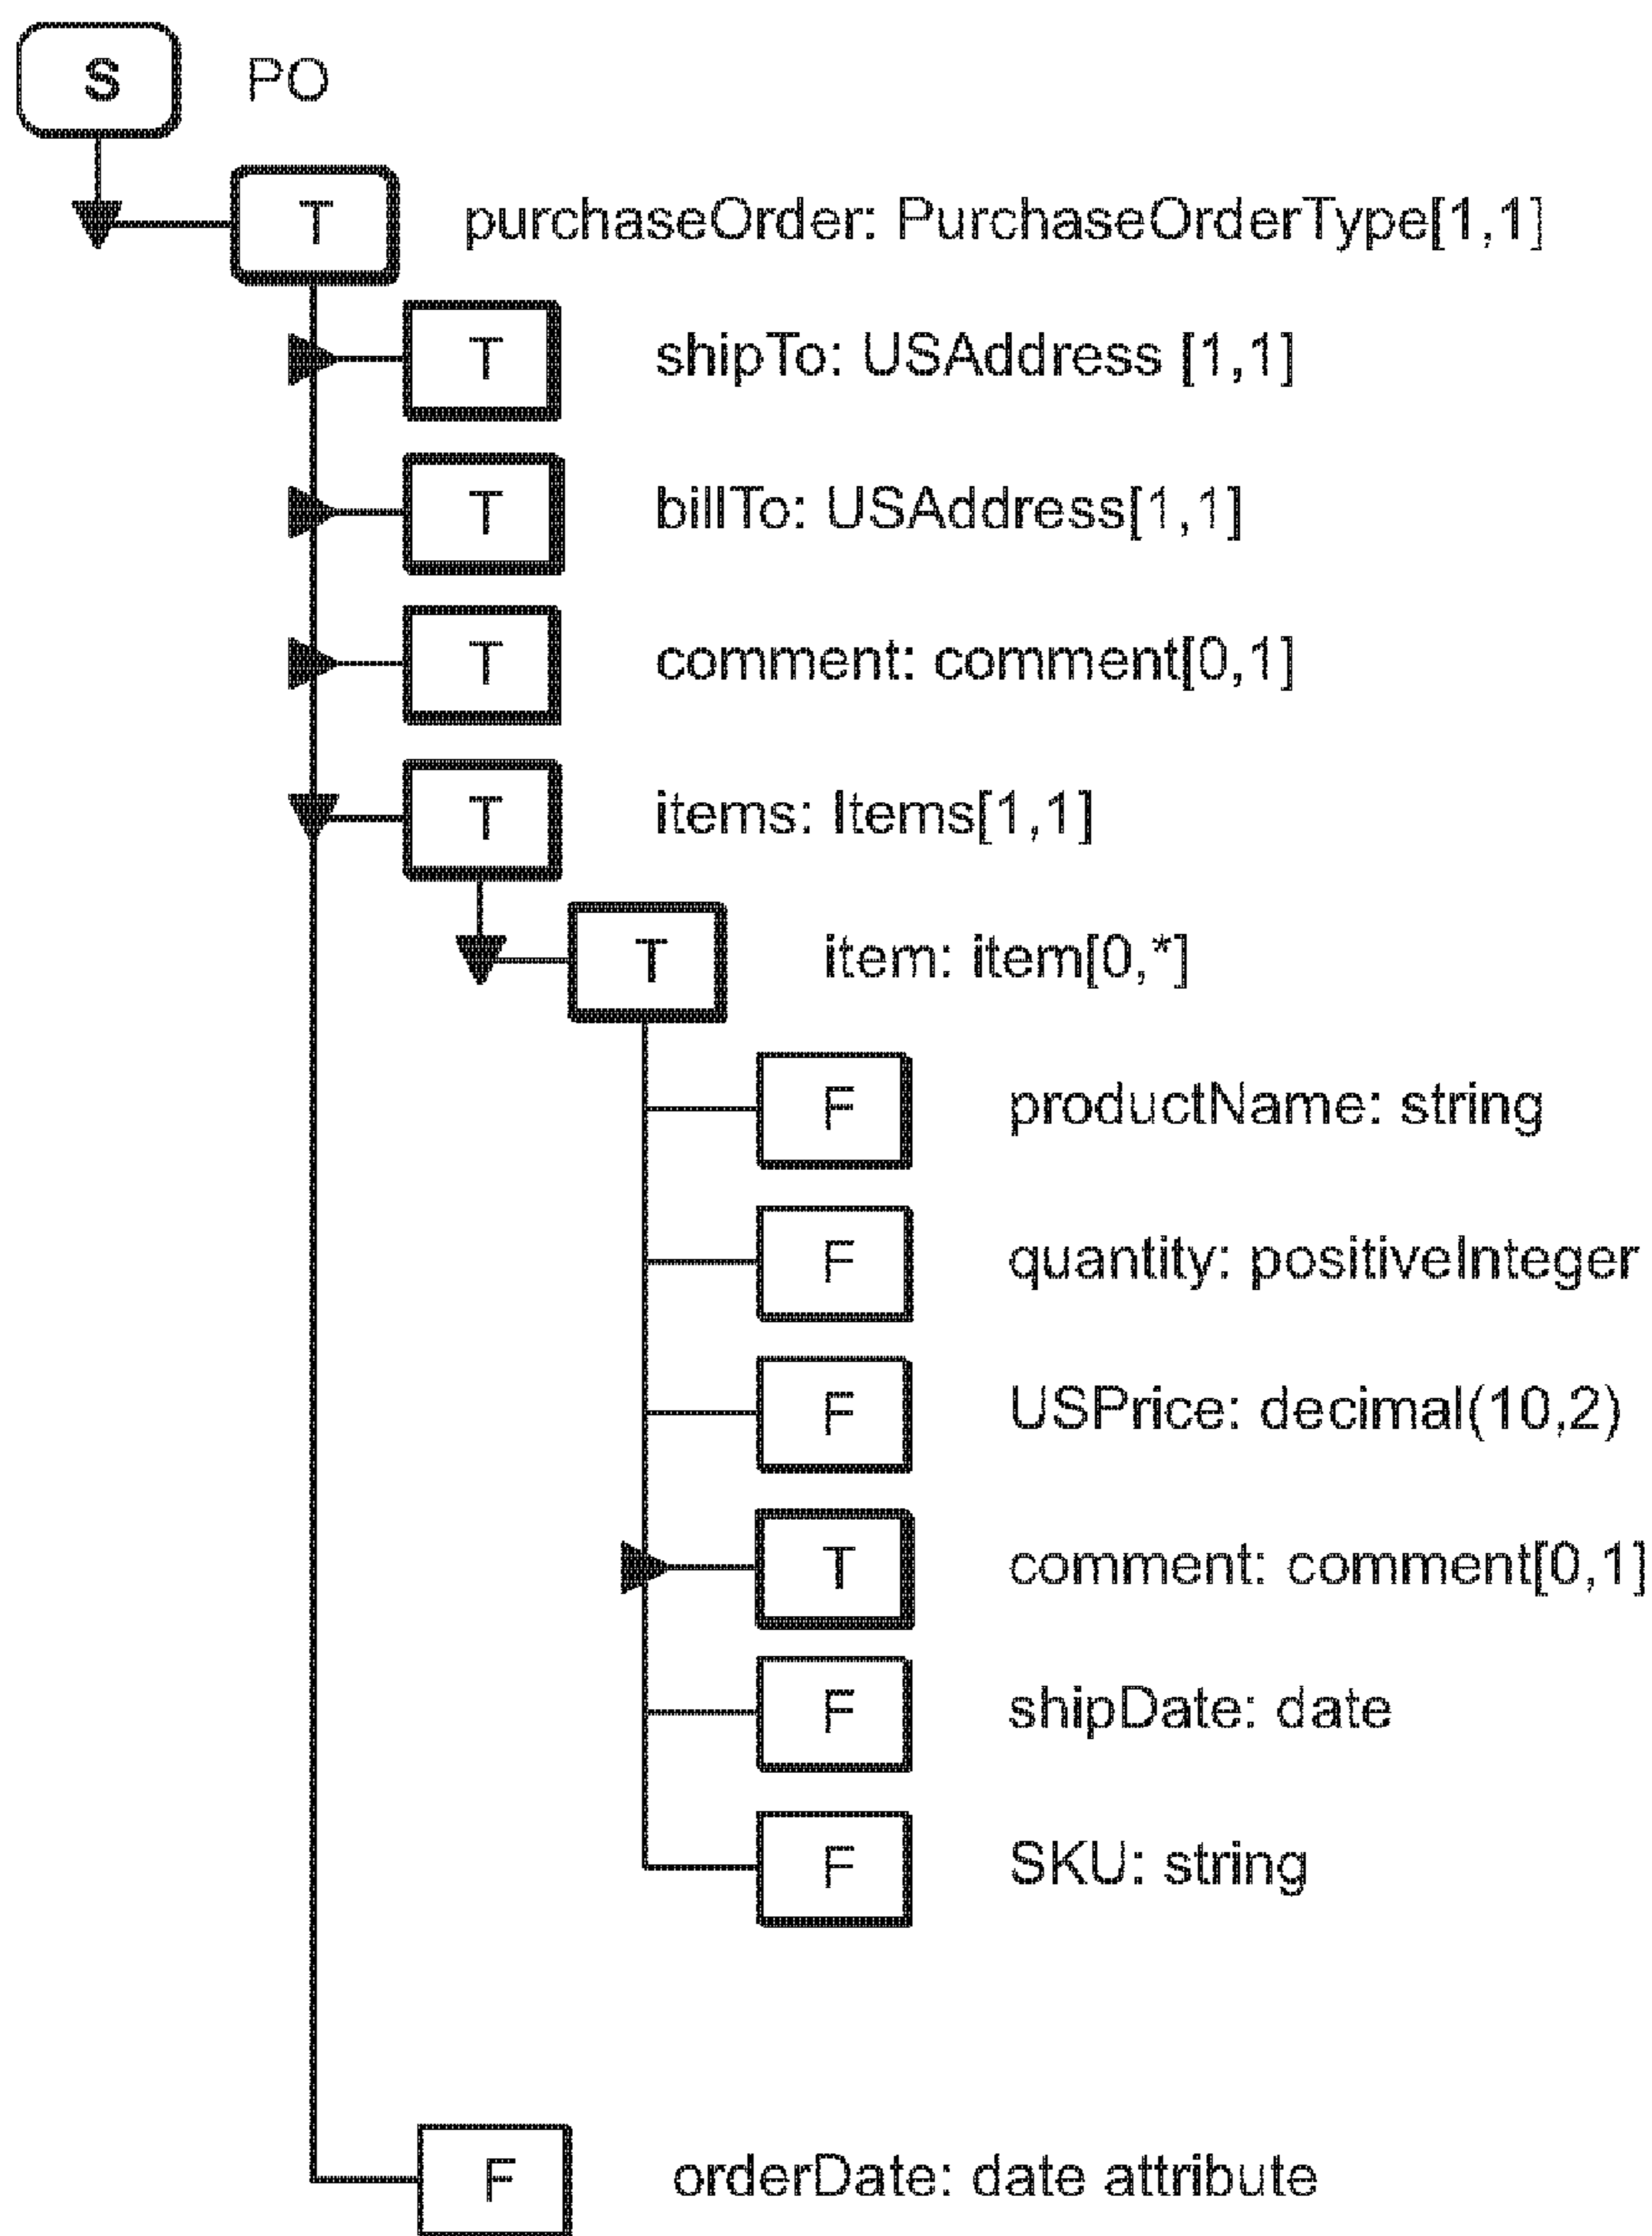 S PO
T purchaseOrder: PurchaseOrderType[1,1]
T shipTo: USAddress [1,1]
T billTo: USAddress[1,1]
T comment: comment[0,1]
T items: Items[1,1]
T item: item[0,*]
F productName: string
F quantity: positiveInteger
F USPrice: decimal(10,2)
T comment: comment[0,1]
F shipDate: date
F SKU: string
F orderDate: date attribute